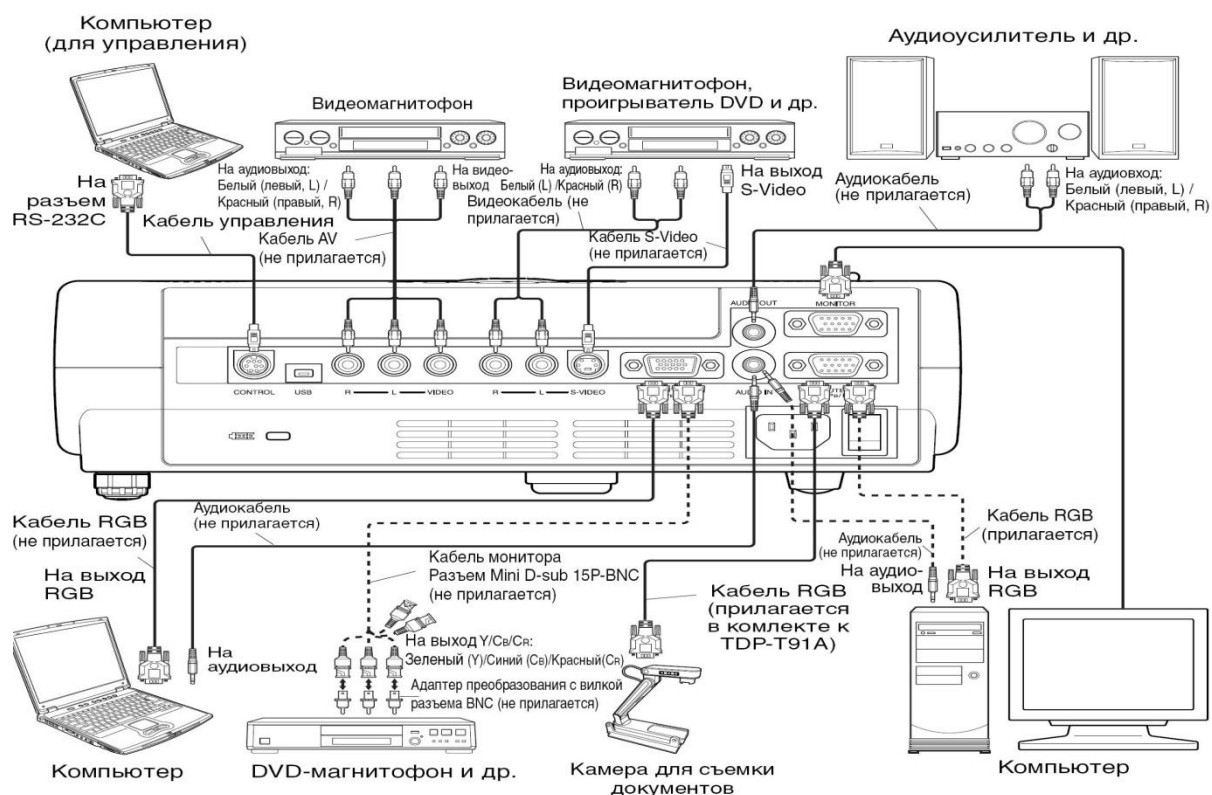 Компьютер
(для управления)
Видеомагнитофон
Видеомагнитофон,
проигрыватель DVD и др.
Аудиоусилитель и др.
На
разъем
RS-232C
На аудиовыход:
Белый (левый, L) /
Красный (правый, R)
На видео-
выход
На аудиовыход:
Белый (L) /Красный (R)
На выход
S-Video
Аудиокабель
(не прилагается)
На аудиовход:
Белый (левый, L) /
Красный (правый, R)
Кабель управления
Кабель AV
(не прилагается)
Видеокабель (не
прилагается)
Кабель S-Video
(не прилагается)
MONITOR
CONTROL
USB
R
L
VIDEO
R
L
S-VIDEO
AUDIO IN
Кабель RGB
(не прилагается)
На выход
RGB
Аудиокабель
(не прилагается)
На
аудиовыход
Кабель монитора
Разъем Mini D-sub 15P-BNC
(не прилагается)
На выход Y/CB/CR:
Зеленый (Y)/Синий (CB)/Красный(CR)
Адаптер преобразования с вилкой
разъема BNC (не прилагается)
Кабель RGB
(прилагается
в комлекте к
TDP-T91A)
Аудиокабель
(не прилагается)
На аудио-
выход
Кабель RGB
(прилагается)
На выход
RGB
Компьютер
DVD-магнитофон и др.
Камера для съемки
документов
Компьютер